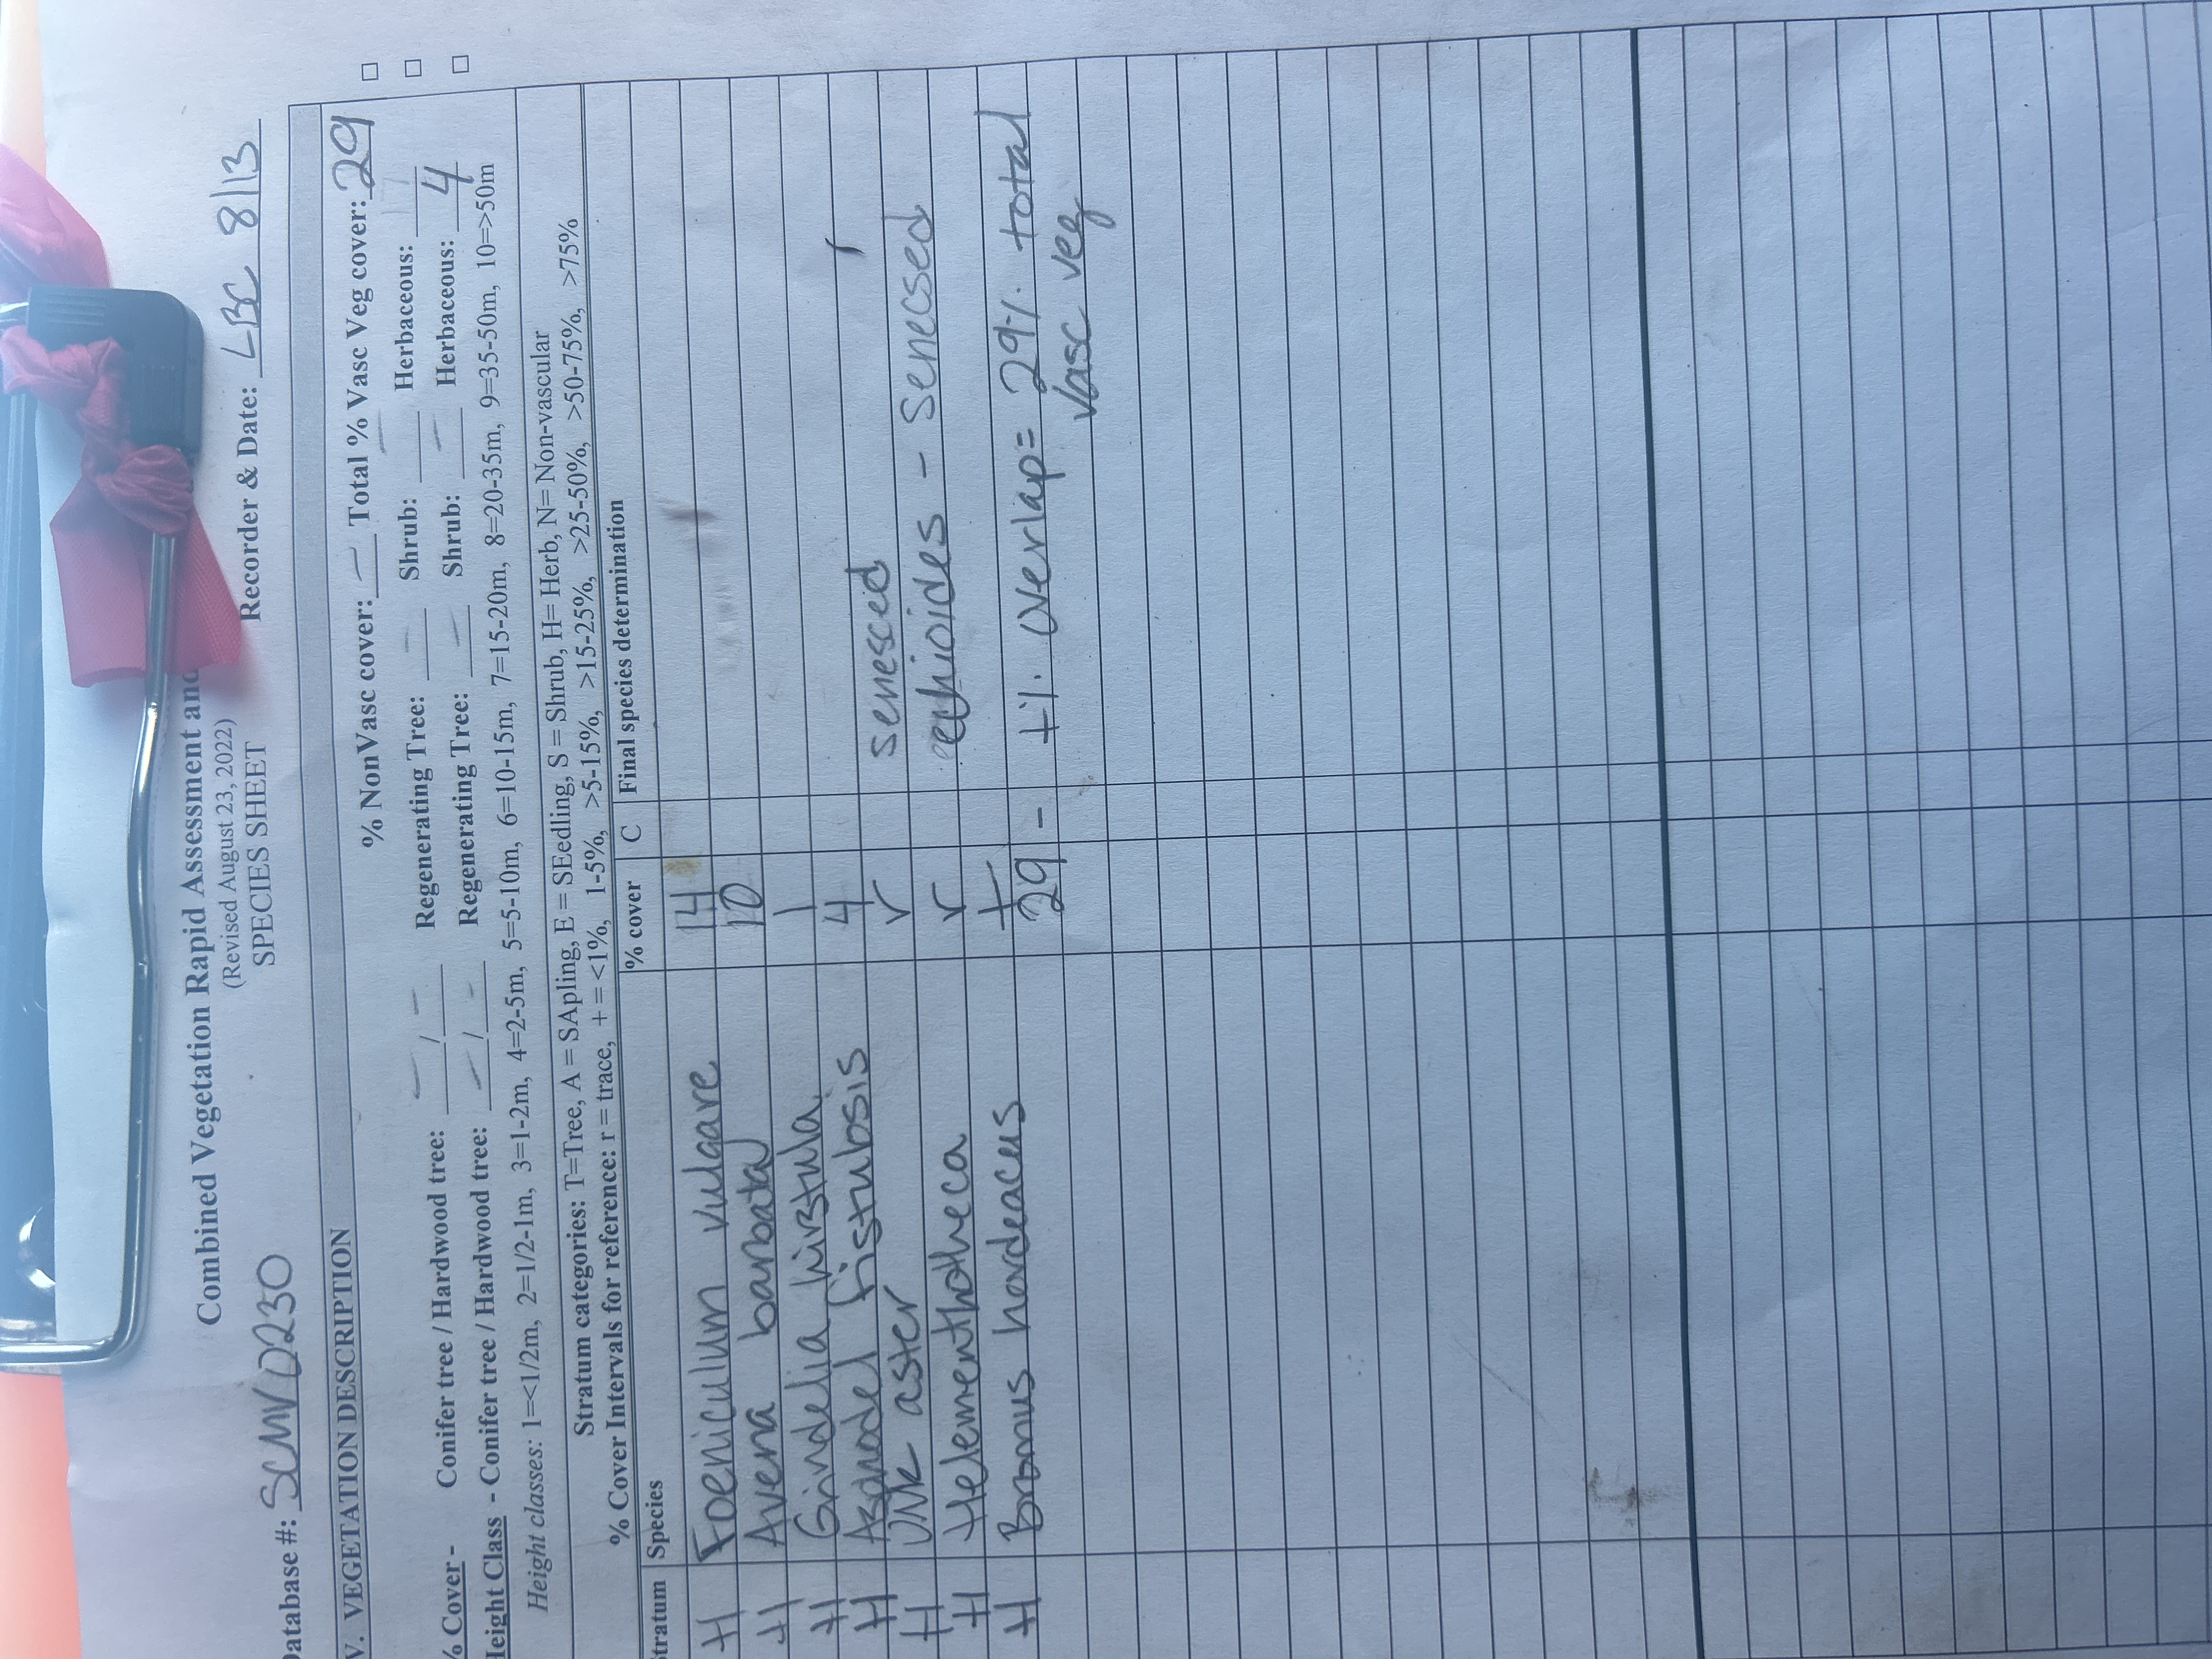 Combined Vegetation Rapid Assessment and
(Revised August 23, 2022)
SPECIES SHEET
Database #: SCMV0230 Recorder & Date: LBC 8/13
V. VEGETATION DESCRIPTION
% NonVasc cover: — Total % Vasc Veg cover: 29
% Cover - Conifer tree / Hardwood tree: — / — Regenerating Tree: — Shrub: — Herbaceous:
Height Class - Conifer tree / Hardwood tree: — / — Regenerating Tree: — Shrub: — Herbaceous: 4
Height classes: 1=<1/2m, 2=1/2-1m, 3=1-2m, 4=2-5m, 5=5-10m, 6=10-15m, 7=15-20m, 8=20-35m, 9=35-50m, 10=>50m
Stratum categories: T=Tree, A = SApling, E = SEedling, S = Shrub, H= Herb, N= Non-vascular
% Cover Intervals for reference: r = trace, + = <1%, 1-5%, >5-15%, >15-25%, >25-50%, >50-75%, >75%
Stratum Species % cover C Final species determination
H Foeniculum vulgare 14
H Avena barbata 10
H Grindelia hirstula 1
H Asphodel fistulosis 4
H Unk aster r senesced
H Helementhotheca r echioides - senecsed
H Bromus hordeaceus +
29 - +% overlap = 29% total
vasc veg